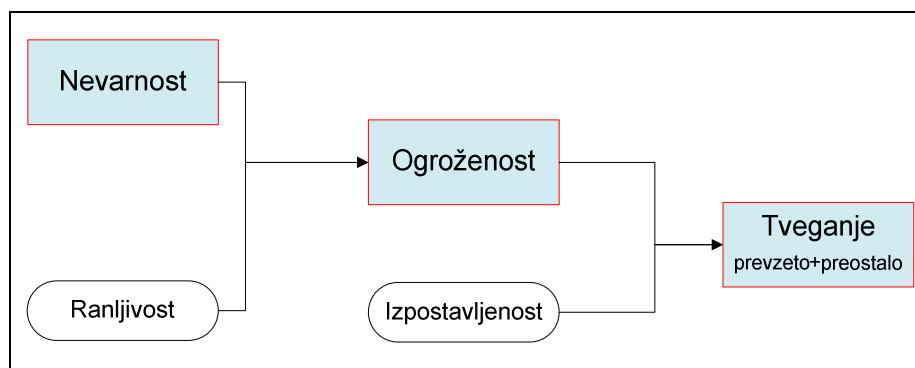 Nevarnost
Ogroženost
Tveganje
prevzeto+preostalo
Ranljivost
Izpostavljenost